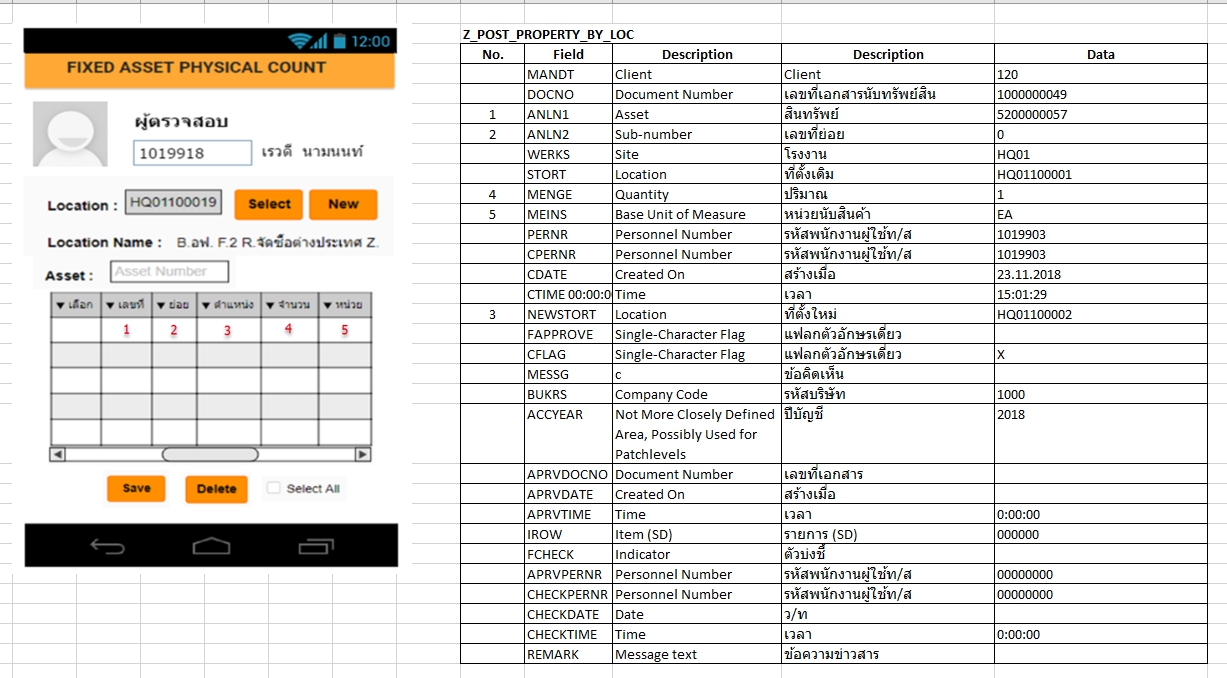 12:00
FIXED ASSET PHYSICAL COUNT
ผู้ตรวจสอบ
1019918 เรวดี นามนนท์
Location : HQ01100019 Select New
Location Name : B.อฟ. F.2 R.จัดซื้อต่างประเทศ Z.
Asset : Asset Number
▼ เลือก ▼ เลขที่ ▼ ย่อย ▼ ตำแหน่ง ▼ จำนวน ▼ หน่วย
1 2 3 4 5
Save Delete Select All
Z_POST_PROPERTY_BY_LOC
No. Field Description Description Data
MANDT Client Client 120
DOCNO Document Number เลขที่เอกสารนับทรัพย์สิน 1000000049
1 ANLN1 Asset สินทรัพย์ 5200000057
2 ANLN2 Sub-number เลขที่ย่อย 0
WERKS Site โรงงาน HQ01
STORT Location ที่ตั้งเดิม HQ01100001
4 MENGE Quantity ปริมาณ 1
5 MEINS Base Unit of Measure หน่วยนับสินค้า EA
PERNR Personnel Number รหัสพนักงานผู้ใช้ท/ส 1019903
CPERNR Personnel Number รหัสพนักงานผู้ใช้ท/ส 1019903
CDATE Created On สร้างเมื่อ 23.11.2018
CTIME 00:00:0 Time เวลา 15:01:29
3 NEWSTORT Location ที่ตั้งใหม่ HQ01100002
FAPPROVE Single-Character Flag แฟลกตัวอักษรเดี่ยว
CFLAG Single-Character Flag แฟลกตัวอักษรเดี่ยว X
MESSG c ข้อคิดเห็น
BUKRS Company Code รหัสบริษัท 1000
ACCYEAR Not More Closely Defined ปีบัญชี 2018
Area, Possibly Used for
Patchlevels
APRVDOCNO Document Number เลขที่เอกสาร
APRVDATE Created On สร้างเมื่อ
APRVTIME Time เวลา 0:00:00
IROW Item (SD) รายการ (SD) 000000
FCHECK Indicator ตัวบ่งชี้
APRVPERNR Personnel Number รหัสพนักงานผู้ใช้ท/ส 00000000
CHECKPERNR Personnel Number รหัสพนักงานผู้ใช้ท/ส 00000000
CHECKDATE Date ว/ท
CHECKTIME Time เวลา 0:00:00
REMARK Message text ข้อความข่าวสาร